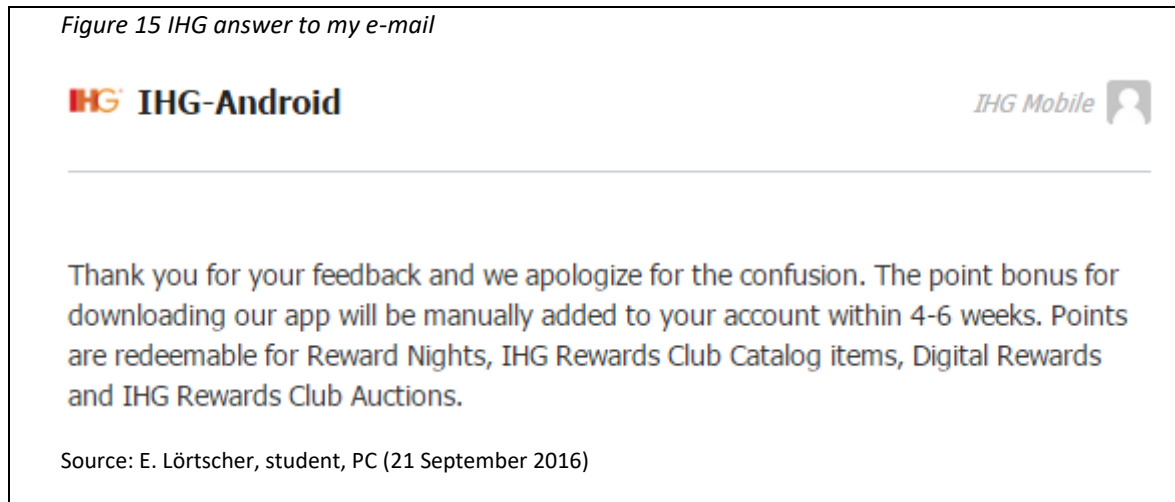 Figure 15 IHG answer to my e-mail
IHG IHG-Android
IHG Mobile
Thank you for your feedback and we apologize for the confusion. The point bonus for
downloading our app will be manually added to your account within 4-6 weeks. Points
are redeemable for Reward Nights, IHG Rewards Club Catalog items, Digital Rewards
and IHG Rewards Club Auctions.
Source: E. Lörtscher, student, PC (21 September 2016)